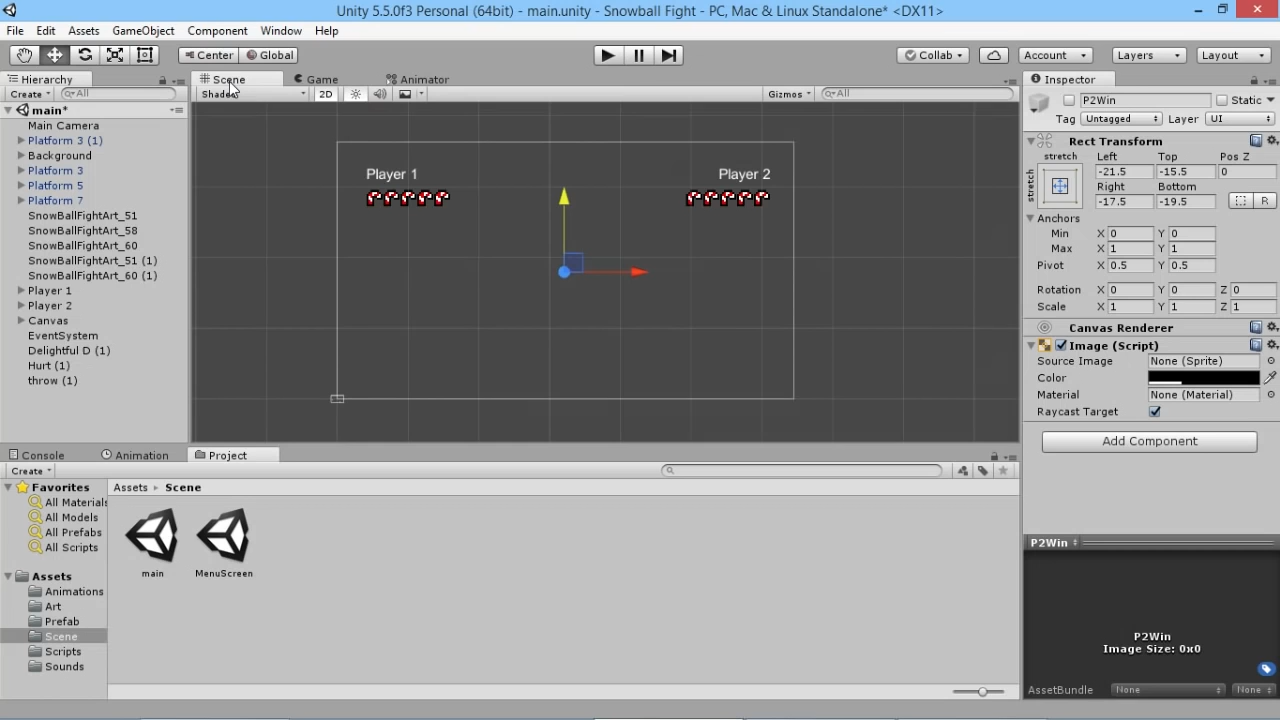 Unity 5.5.0f3 Personal (64bit) - main.unity - Snowball Fight - PC, Mac & Linux Standalone* <DX11>
File Edit Assets GameObject Component Window Help
Center Global Collab Account Layers Layout
Hierarchy Scene Game Animator Inspector
Create All 2D Gizmos All
main*
Main Camera
Platform 3 (1)
Background
Platform 3
Platform 5
Platform 7
SnowBallFightArt_51
SnowBallFightArt_58
SnowBallFightArt_60
SnowBallFightArt_51 (1)
SnowBallFightArt_60 (1)
Player 1
Player 2
Canvas
EventSystem
Delightful D (1)
Hurt (1)
throw (1)
Player 1 Player 2
P2Win Static
Tag Untagged Layer UI
Rect Transform
stretch Left Top Pos Z
stretch -21.5 -15.5 0
Right Bottom
-17.5 -19.5 R
Anchors
Min X 0 Y 0
Max X 1 Y 1
Pivot X 0.5 Y 0.5
Rotation X 0 Y 0 Z 0
Scale X 1 Y 1 Z 1
Canvas Renderer
Image (Script)
Source Image None (Sprite)
Color
Material None (Material)
Raycast Target
Add Component
Console Animation Project
Create
Favorites
All Materials
All Models
All Prefabs
All Scripts
Assets
Animations
Art
Prefab
Scene
Scripts
Sounds
Assets Scene
main MenuScreen
P2Win
P2Win
Image Size: 0x0
AssetBundle None None